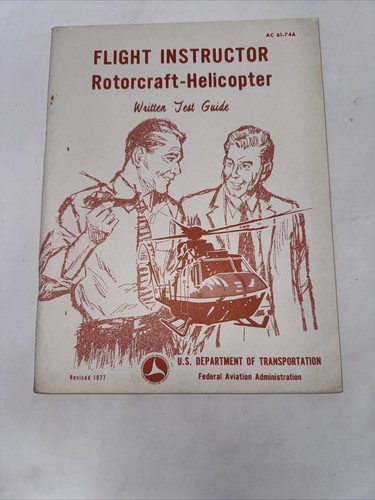 AC 61-74A
FLIGHT INSTRUCTOR
Rotorcraft-Helicopter
Written Test Guide
U.S. DEPARTMENT OF TRANSPORTATION
Revised 1977
Federal Aviation Administration